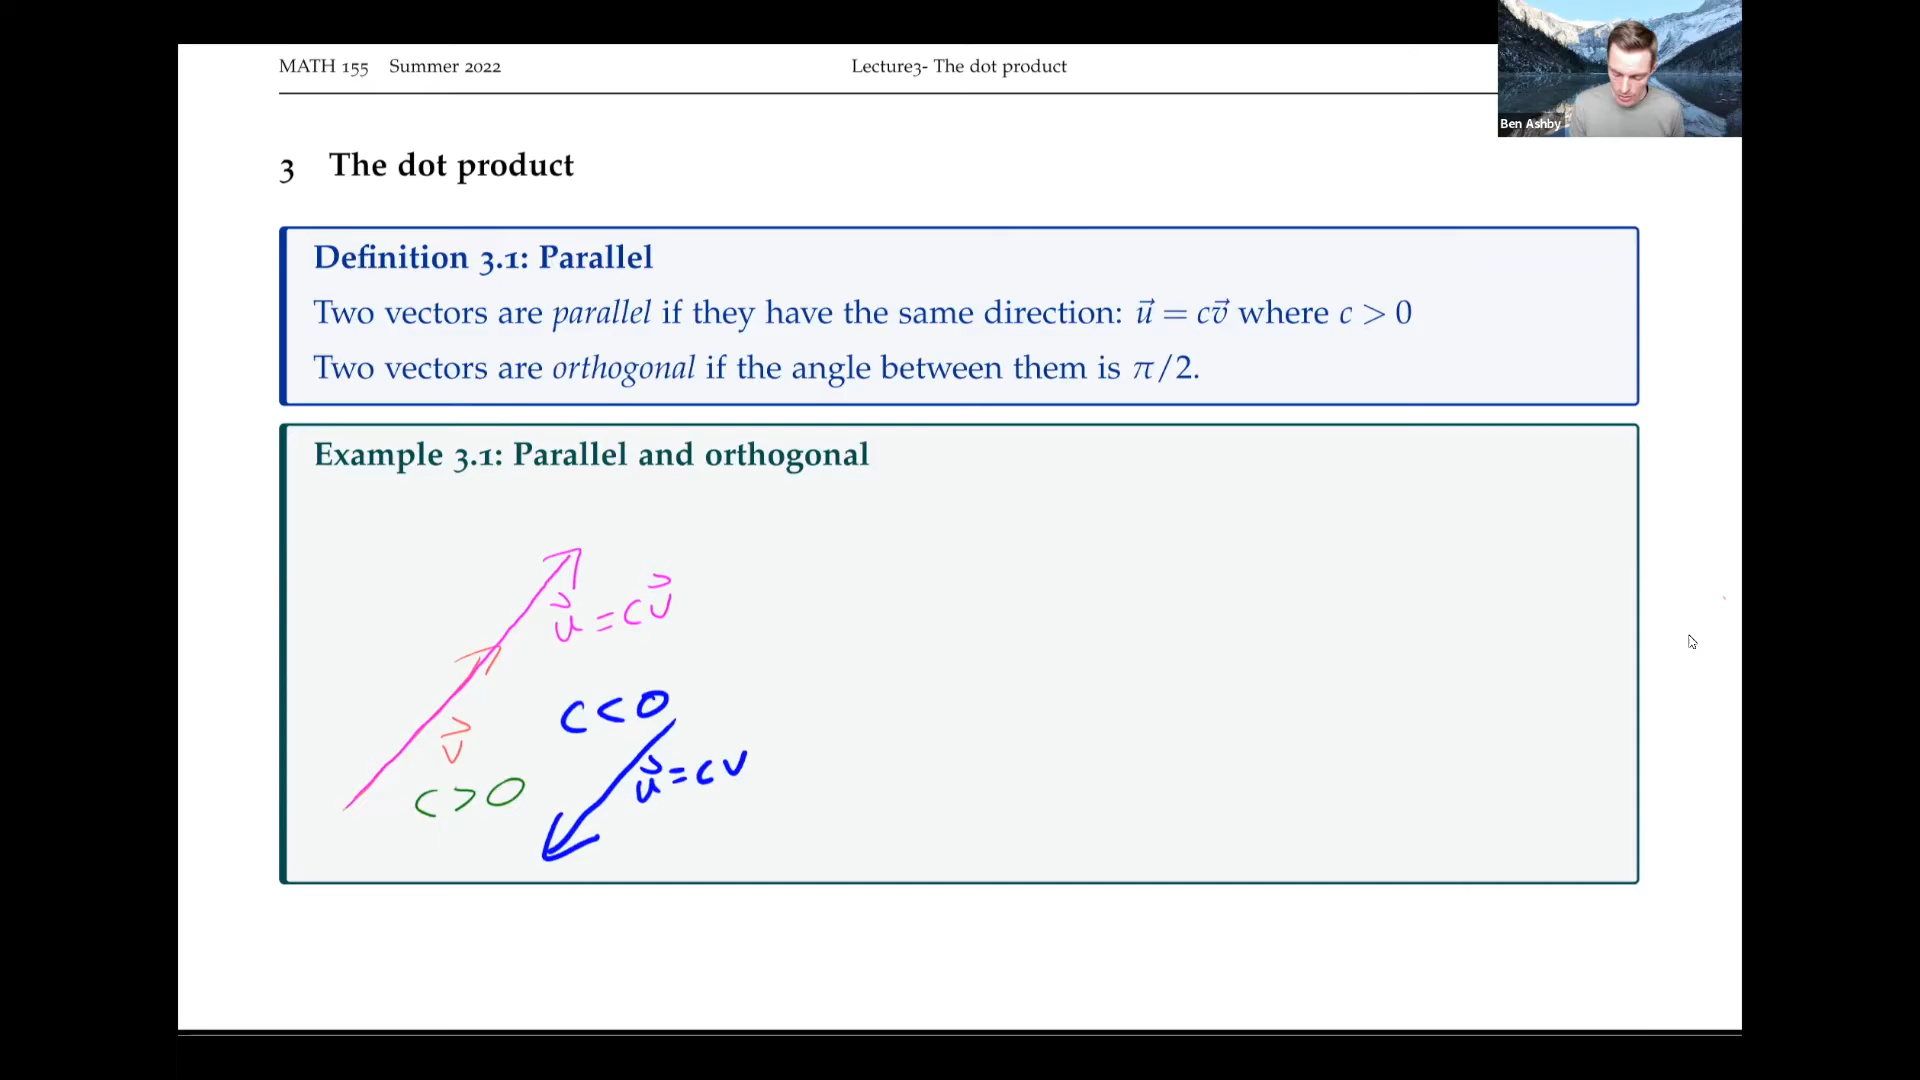 MATH 155 Summer 2022 Lecture3- The dot product
Ben Ashby
3 The dot product
Definition 3.1: Parallel
Two vectors are parallel if they have the same direction: u⃗ = cv⃗ where c > 0
Two vectors are orthogonal if the angle between them is π/2.
Example 3.1: Parallel and orthogonal
u⃗ = cv⃗
v⃗
c > 0
c < 0
u⃗ = cv